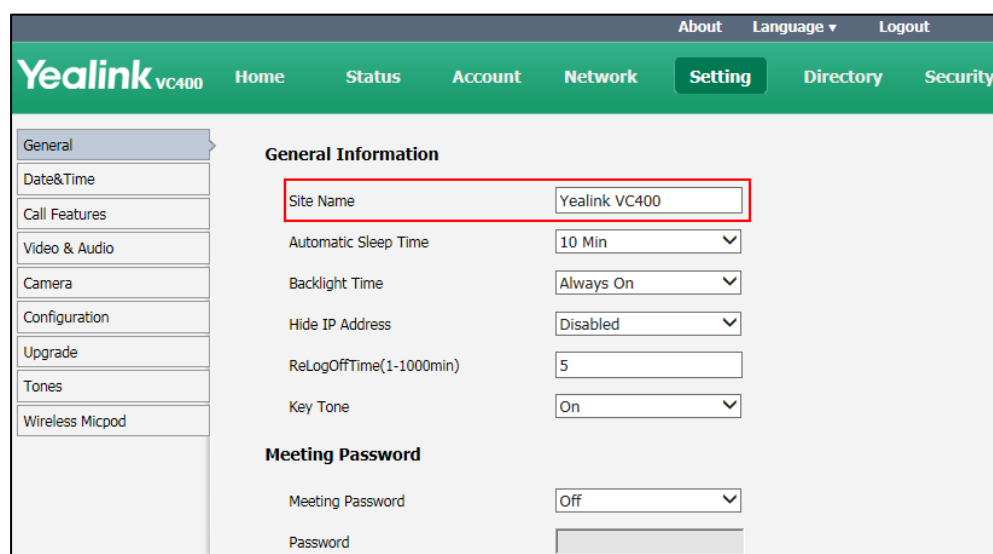 About Language ▾ Logout
Yealink VC400 Home Status Account Network Setting Directory Security
General
Date&Time
Call Features
Video & Audio
Camera
Configuration
Upgrade
Tones
Wireless Micpod
General Information
Site Name Yealink VC400
Automatic Sleep Time 10 Min
Backlight Time Always On
Hide IP Address Disabled
ReLogOffTime(1-1000min) 5
Key Tone On
Meeting Password
Meeting Password Off
Password